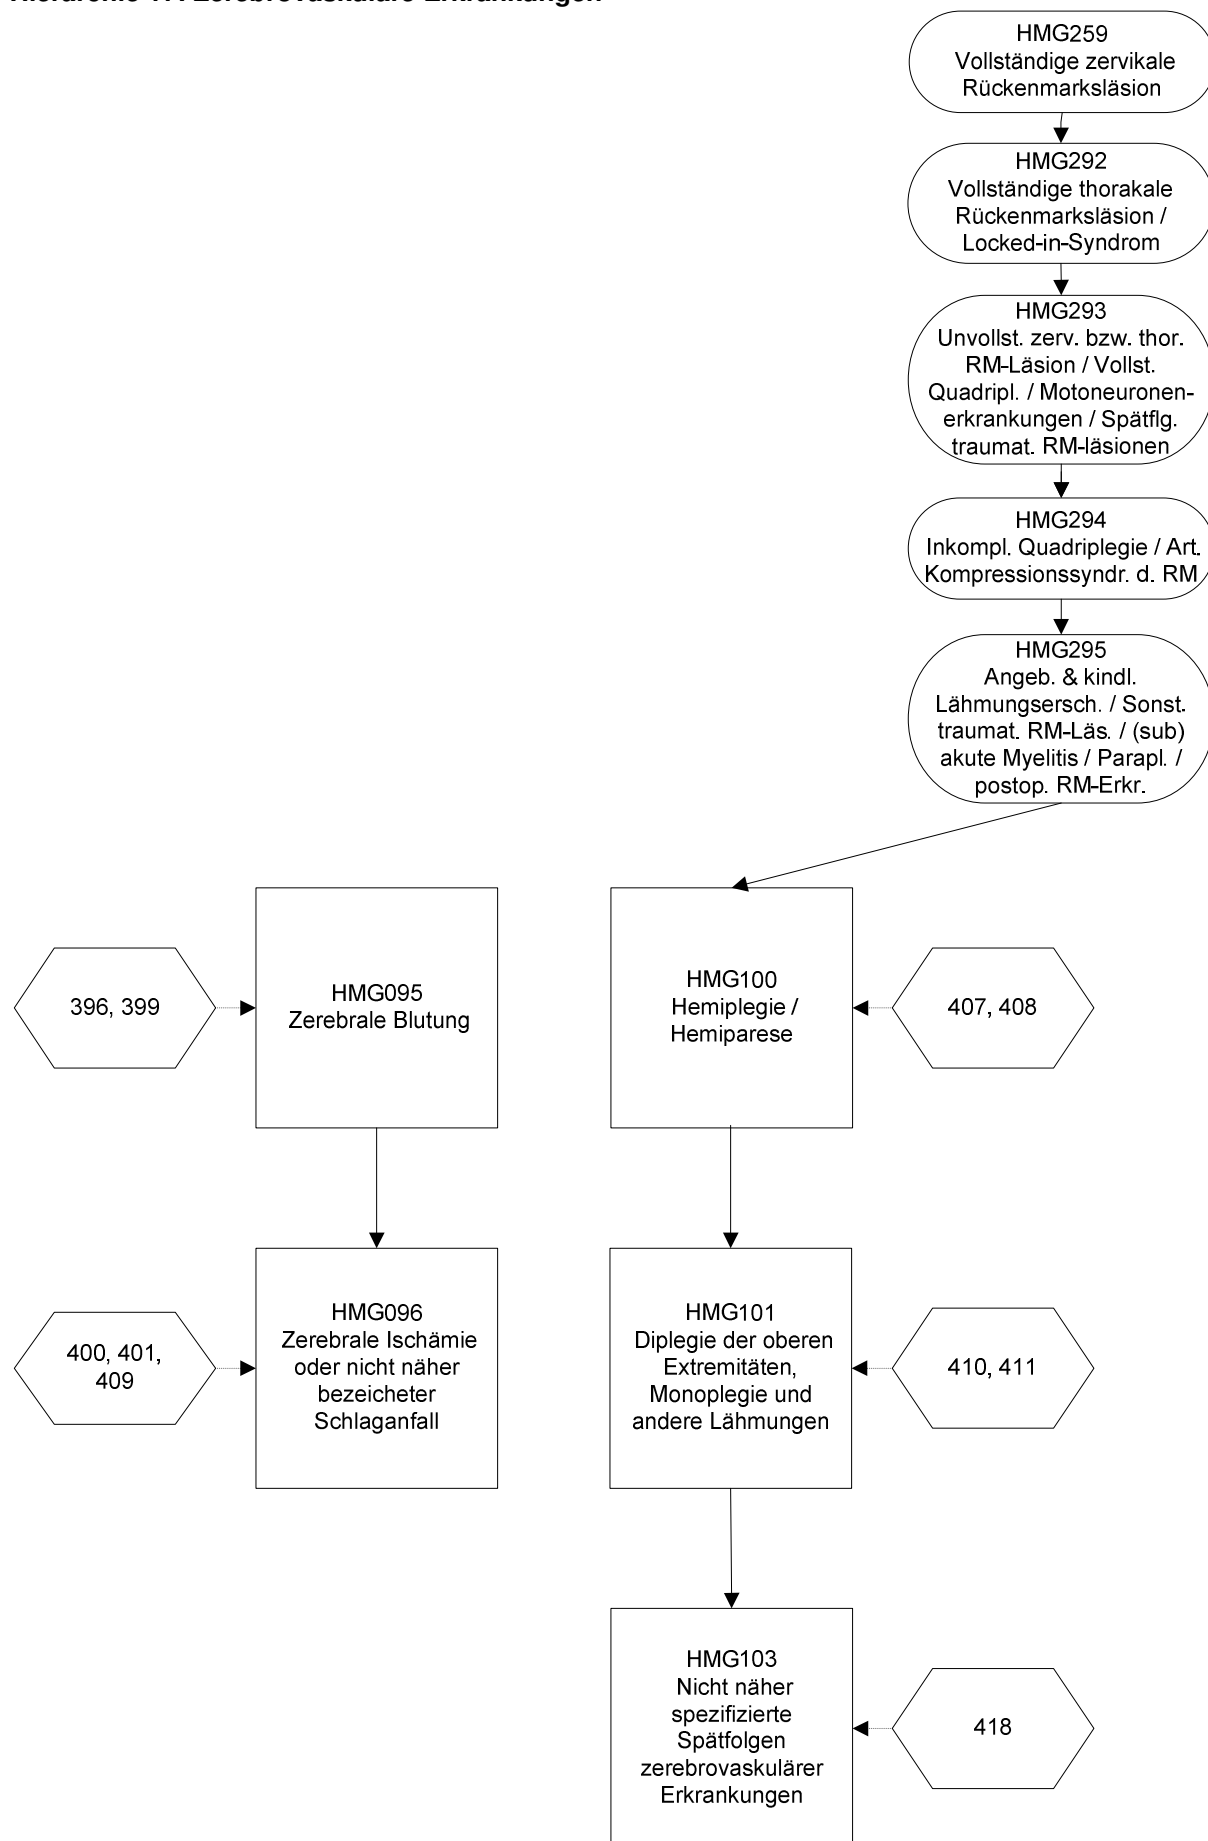 HMG259
Vollständige zervikale
Rückenmarksläsion
HMG292
Vollständige thorakale
Rückenmarksläsion /
Locked-in-Syndrom
HMG293
Unvollst. zerv. bzw. thor.
RM-Läsion / Vollst.
Quadripl. / Motoneuronen-
erkrankungen / Spätflg.
traumat. RM-läsionen
HMG294
Inkompl. Quadriplegie / Art.
Kompressionssyndr. d. RM
HMG295
Angeb. & kindl.
Lähmungsersch. / Sonst.
traumat. RM-Läs. / (sub)
akute Myelitis / Parapl. /
postop. RM-Erkr.
396, 399
HMG095
Zerebrale Blutung
HMG100
Hemiplegie /
Hemiparese
407, 408
400, 401,
409
HMG096
Zerebrale Ischämie
oder nicht näher
bezeicheter
Schlaganfall
HMG101
Diplegie der oberen
Extremitäten,
Monoplegie und
andere Lähmungen
410, 411
HMG103
Nicht näher
spezifizierte
Spätfolgen
zerebrovaskulärer
Erkrankungen
418